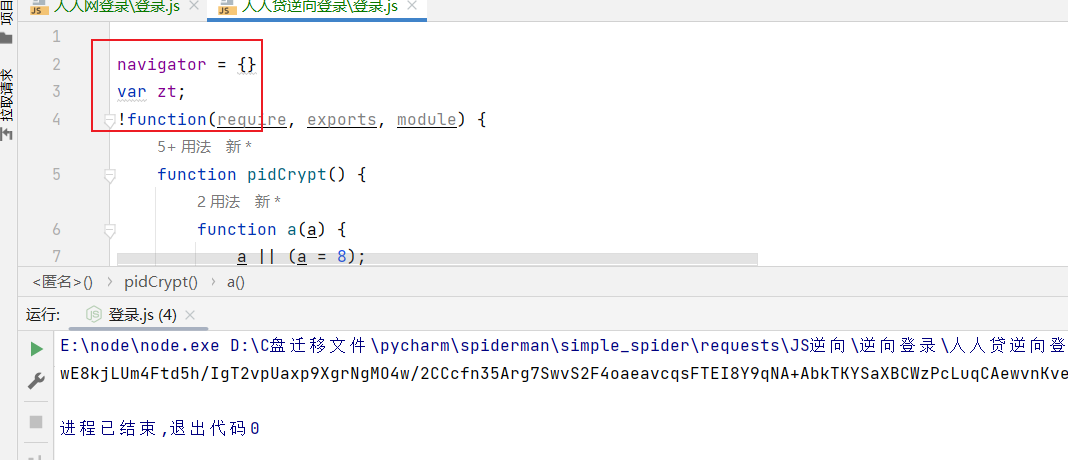 人人网登录\登录.js
人人贷逆向登录\登录.js
项目
拉取请求
1
2 navigator = {}
3 var zt;
4 !function(require, exports, module) {
5+ 用法 新 *
5 function pidCrypt() {
2 用法 新 *
6 function a(a) {
7 a || (a = 8);
<匿名>() > pidCrypt() > a()
运行: 登录.js (4)
E:\node\node.exe D:\C盘迁移文件\pycharm\spiderman\simple_spider\requests\JS逆向\逆向登录\人人贷逆向登
wE8kjLUm4Ftd5h/IgT2vpUaxp9XgrNgMO4w/2CCcfn35Arg7SwvS2F4oaeavcqsFTEI8Y9qNA+AbkTKYSaXBCWzPcLuqCAewvnKve
进程已结束,退出代码0